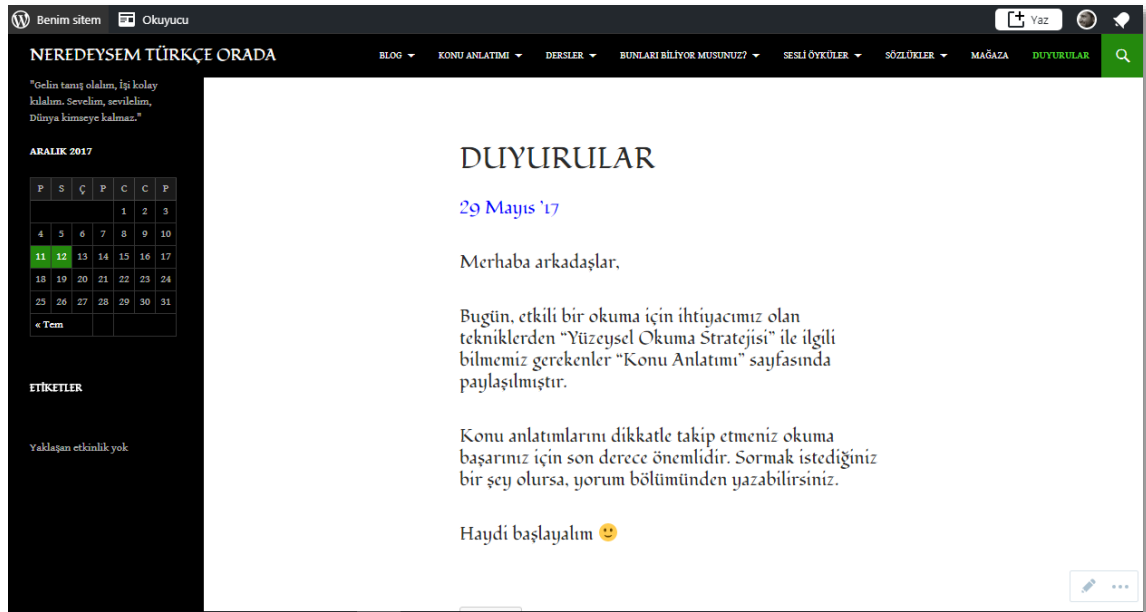 Benim sitem Okuyucu Yaz
NEREDEYSEM TÜRKÇE ORADA
BLOG KONU ANLATIMI DERSLER BUNLARI BİLİYOR MUSUNUZ? SESLİ ÖYKÜLER SÖZLÜKLER MAĞAZA DUYURULAR
"Gelin tanış olalım, İşi kolay
kılalım. Sevelim, sevilelim,
Dünya kimseye kalmaz."
ARALIK 2017
P S Ç P C C P
1 2 3
4 5 6 7 8 9 10
11 12 13 14 15 16 17
18 19 20 21 22 23 24
25 26 27 28 29 30 31
« Tem
ETİKETLER
Yaklaşan etkinlik yok
DUYURULAR
29 Mayıs '17
Merhaba arkadaşlar,
Bugün, etkili bir okuma için ihtiyacımız olan
tekniklerden “Yüzeysel Okuma Stratejisi” ile ilgili
bilmemiz gerekenler “Konu Anlatımı” sayfasında
paylaşılmıştır.
Konu anlatımlarını dikkatle takip etmeniz okuma
başarınız için son derece önemlidir. Sormak istediğiniz
bir şey olursa, yorum bölümünden yazabilirsiniz.
Haydi başlayalım 🙂